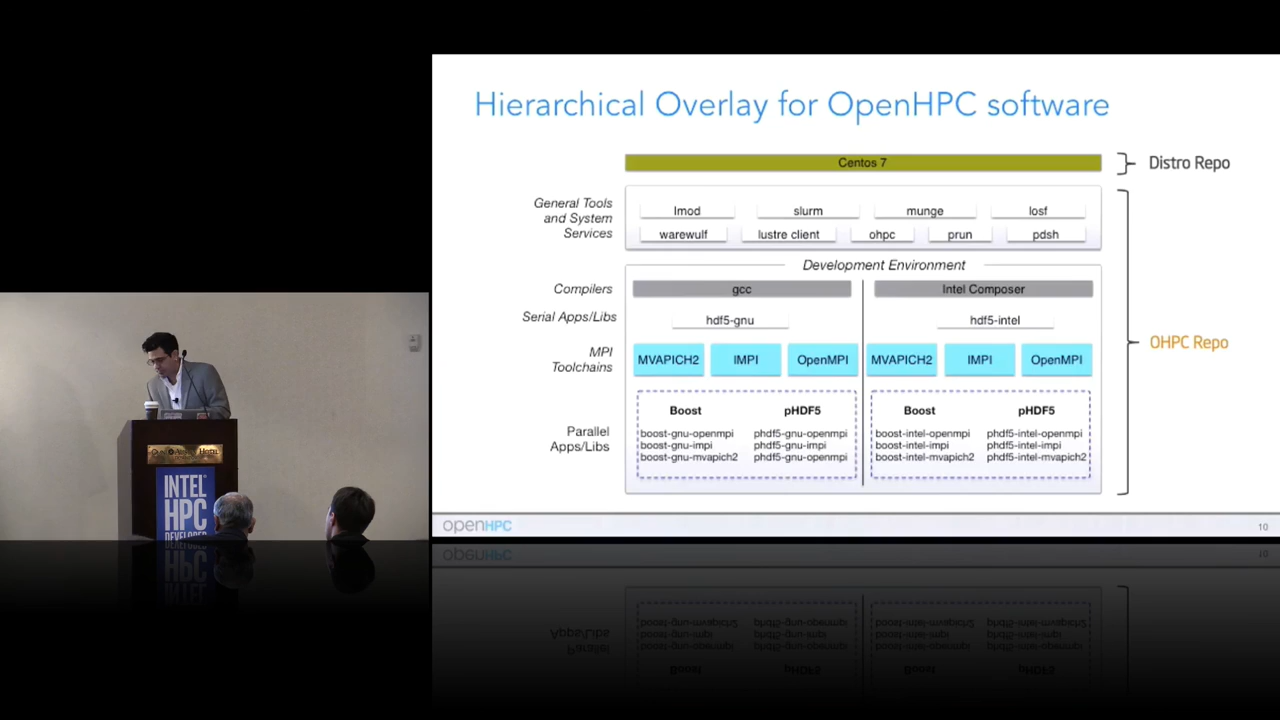 Hierarchical Overlay for OpenHPC software
Centos 7
Distro Repo
General Tools
and System
Services
lmod slurm munge losf
warewulf lustre client ohpc prun pdsh
Development Environment
Compilers
gcc Intel Composer
Serial Apps/Libs
hdf5-gnu hdf5-intel
OHPC Repo
MPI
Toolchains
MVAPICH2 IMPI OpenMPI MVAPICH2 IMPI OpenMPI
Parallel
Apps/Libs
Boost pHDF5 Boost pHDF5
boost-gnu-openmpi phdf5-gnu-openmpi boost-intel-openmpi phdf5-intel-openmpi
boost-gnu-impi phdf5-gnu-impi boost-intel-impi phdf5-intel-impi
boost-gnu-mvapich2 phdf5-gnu-openmpi boost-intel-mvapich2 phdf5-intel-mvapich2
openHPC
10
INTEL
HPC
DEVELOPER